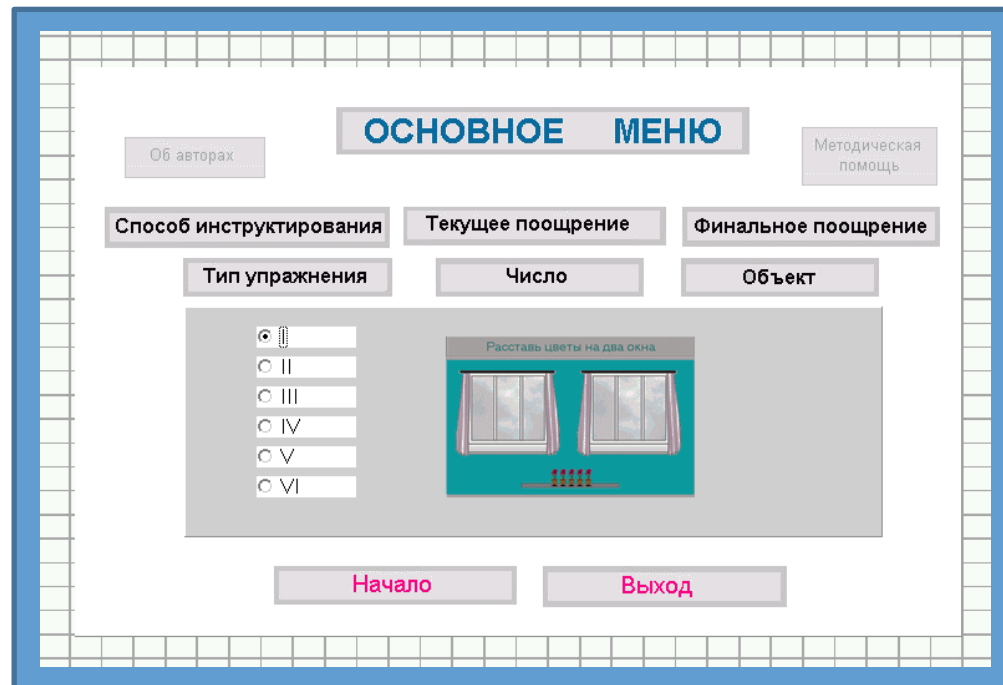 ОСНОВНОЕ МЕНЮ
Об авторах
Методическая
помощь
Способ инструктирования
Текущее поощрение
Финальное поощрение
Тип упражнения
Число
Объект
I
II
III
IV
V
VI
Расставь цветы на два окна
Начало
Выход